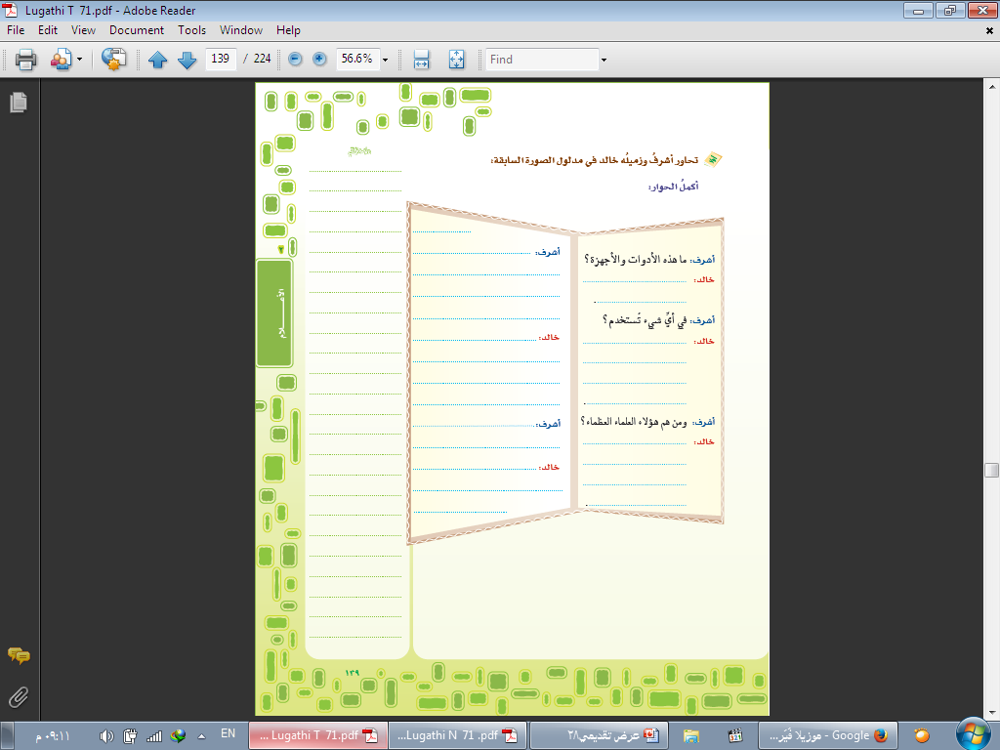 Lugathi T 71.pdf - Adobe Reader
File Edit View Document Tools Window Help
139 / 224 56.6% Find
تحاور أشرفُ وزميلُه خالد في مدلول الصورة السابقة:
أكملُ الحوار:
أشرف: ما هذه الأدوات والأجهزة؟
خالد:
أشرف: في أيِّ شيء تُستخدم؟
خالد:
أشرف: ومن هم هؤلاء العلماء العظماء؟
خالد:
أشرف:
خالد:
أشرف:
خالد:
الأعـــــلام
١٣٩
٠٩:١١ م
EN
... Lugathi T 71.pdf
...Lugathi N 71 .pdf
عرض تقديمي٢٨
...موزيلا فَيَرْ - Google